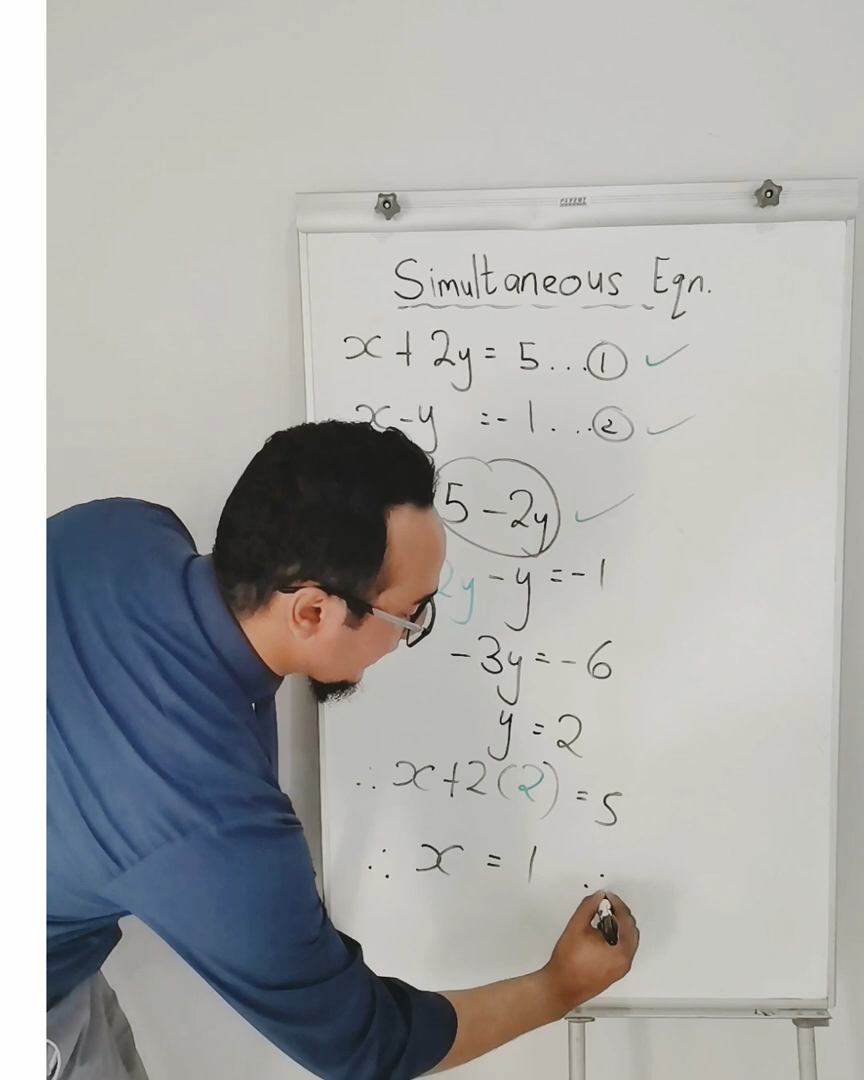 Simultaneous Eqn.
x + 2y = 5...①
x - y = - 1...②
5 - 2y
2y - y = - 1
- 3y = - 6
y = 2
∴ x + 2(2) = 5
∴ x = 1 ∴